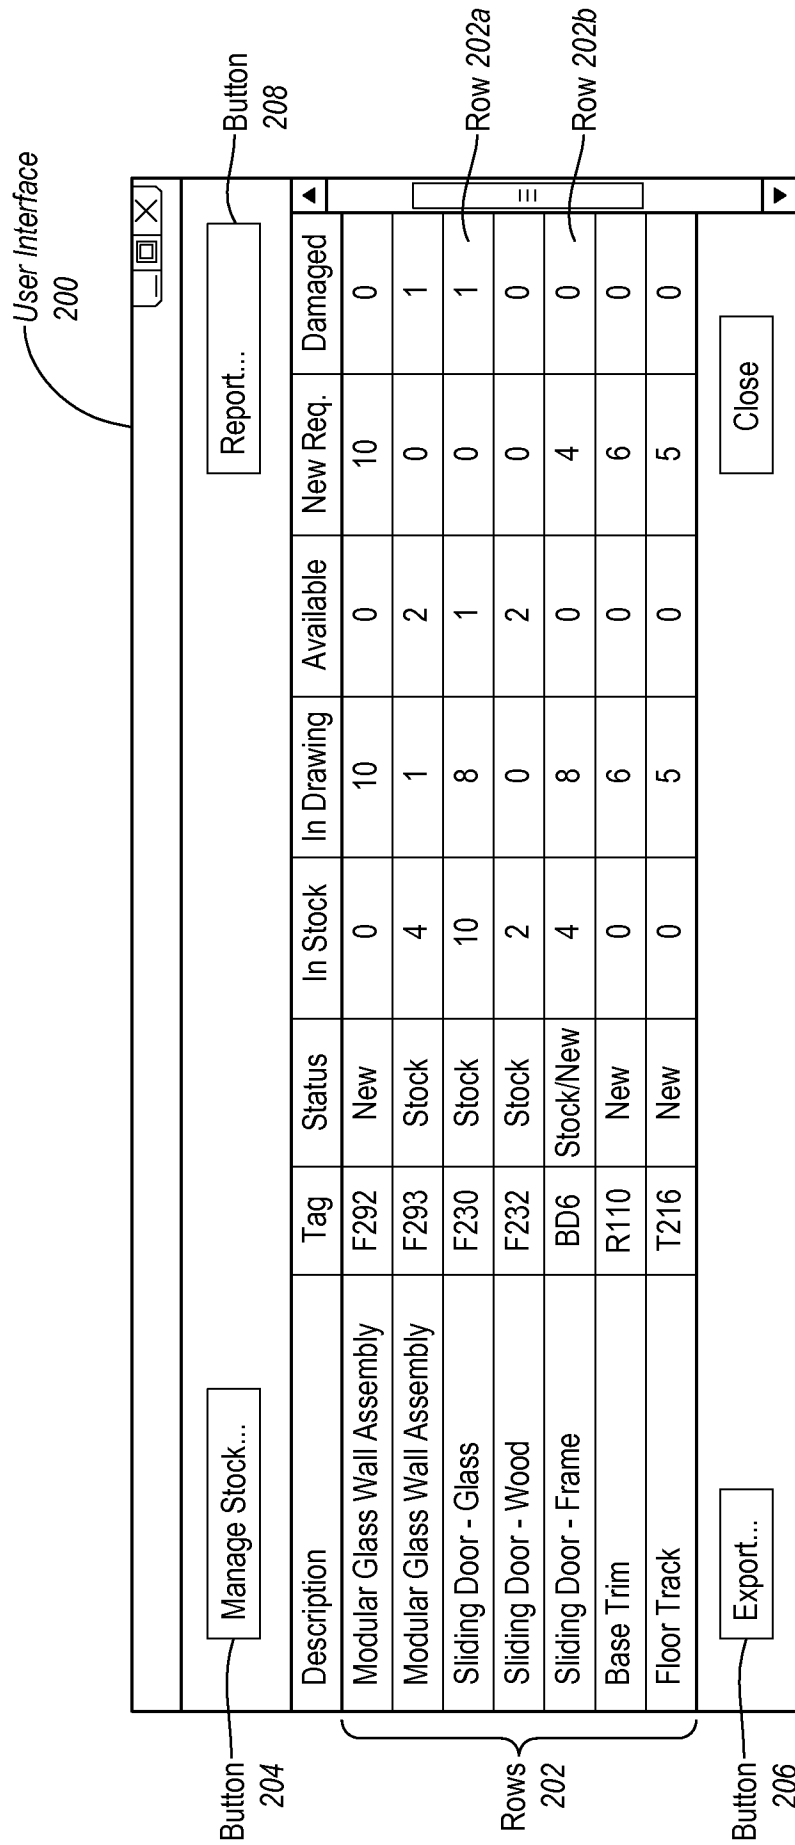 User Interface
200
Button
204
Manage Stock...
Report...
Button
208
Description Tag Status In Stock In Drawing Available New Req. Damaged
Modular Glass Wall Assembly F292 New 0 10 0 10 0
Modular Glass Wall Assembly F293 Stock 4 1 2 0 1
Sliding Door - Glass F230 Stock 10 8 1 0 1
Row 202a
Sliding Door - Wood F232 Stock 2 0 2 0 0
Rows
202
Sliding Door - Frame BD6 Stock/New 4 8 0 4 0
Row 202b
Base Trim R110 New 0 6 0 6 0
Floor Track T216 New 0 5 0 5 0
Button
206
Export...
Close